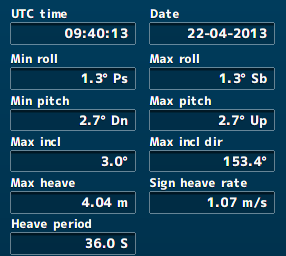 UTC time Date
09:40:13 22-04-2013
Min roll Max roll
1.3° Ps 1.3° Sb
Min pitch Max pitch
2.7° Dn 2.7° Up
Max incl Max incl dir
3.0° 153.4°
Max heave Sign heave rate
4.04 m 1.07 m/s
Heave period
36.0 S